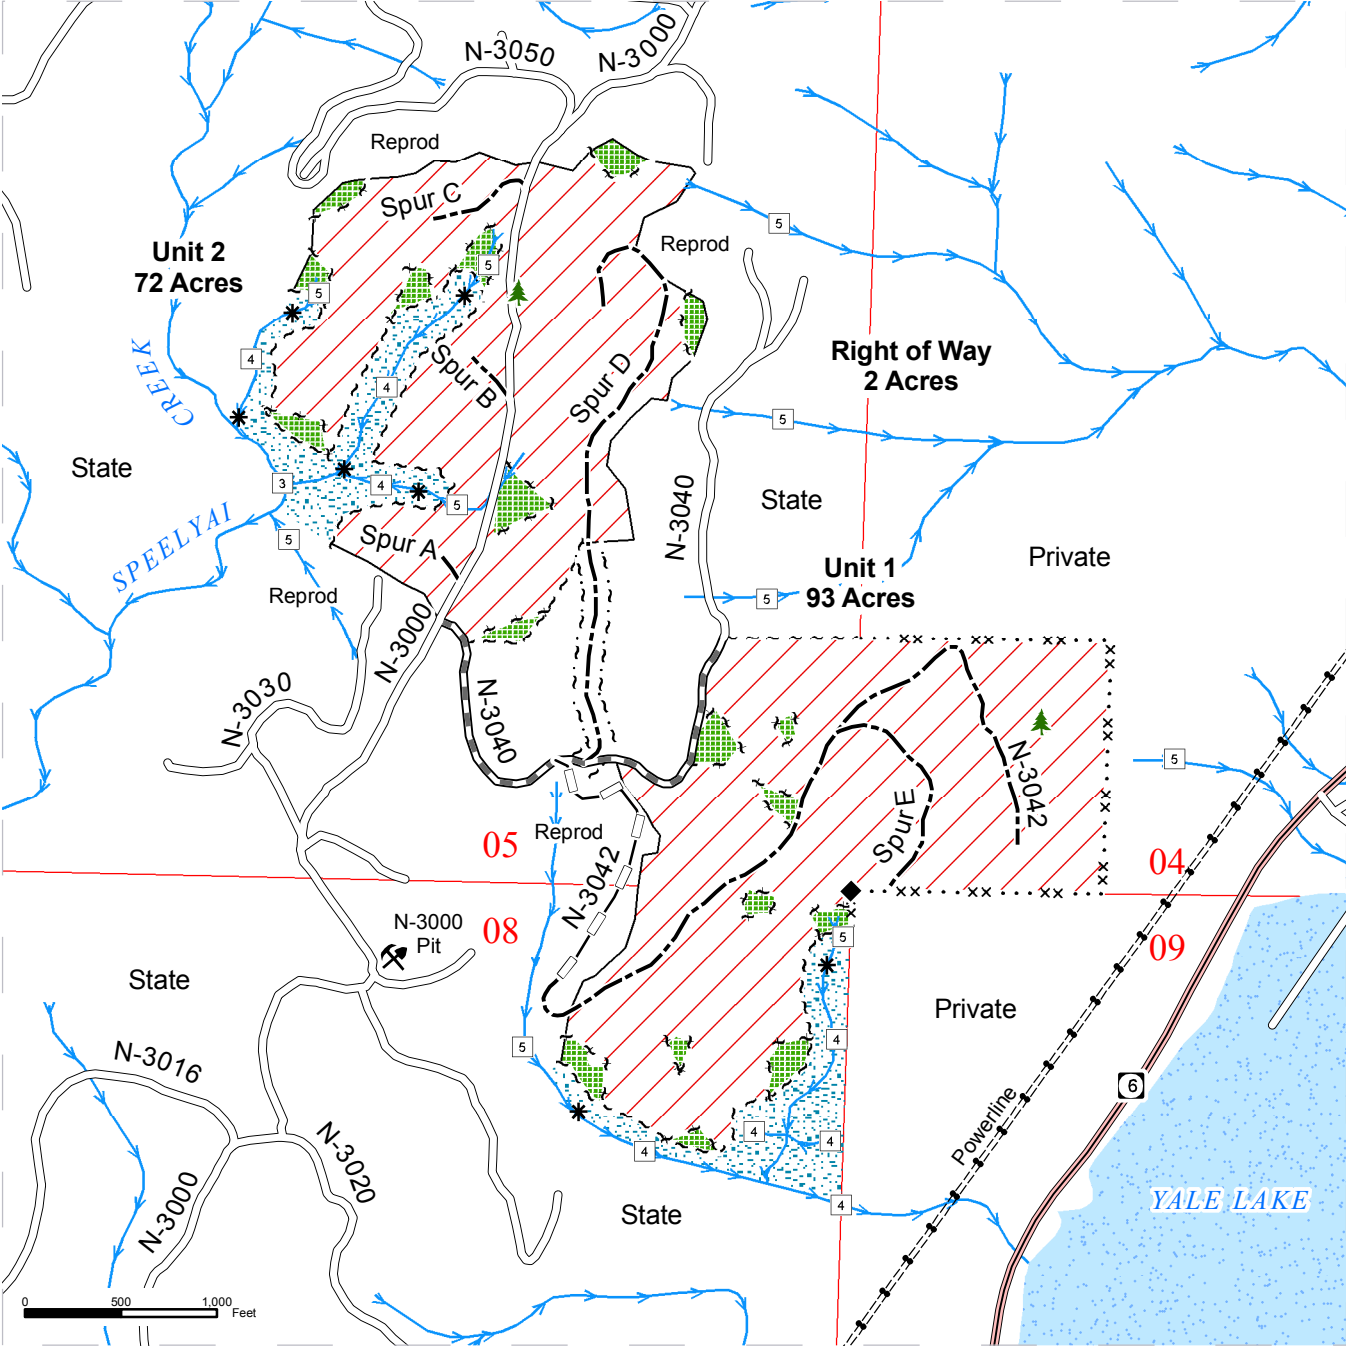 N-3050
N-3000
Reprod
Spur C
5
Unit 2
72 Acres
Reprod
5
5
CREEK
4
Spur B
4
Spur D
Right of Way
2 Acres
5
State
3
4
5
N-3040
State
SPEELYAI
5
Spur A
Private
Reprod
Unit 1
93 Acres
5
N-3000
N-3030
N-3040
N-3042
5
Spur E
05
Reprod
04
N-3042
N-3000
Pit
08
5
09
State
Private
5
4
N-3016
6
Powerline
4
4
4
N-3020
N-3000
State
4
YALE LAKE
0 500 1,000
Feet